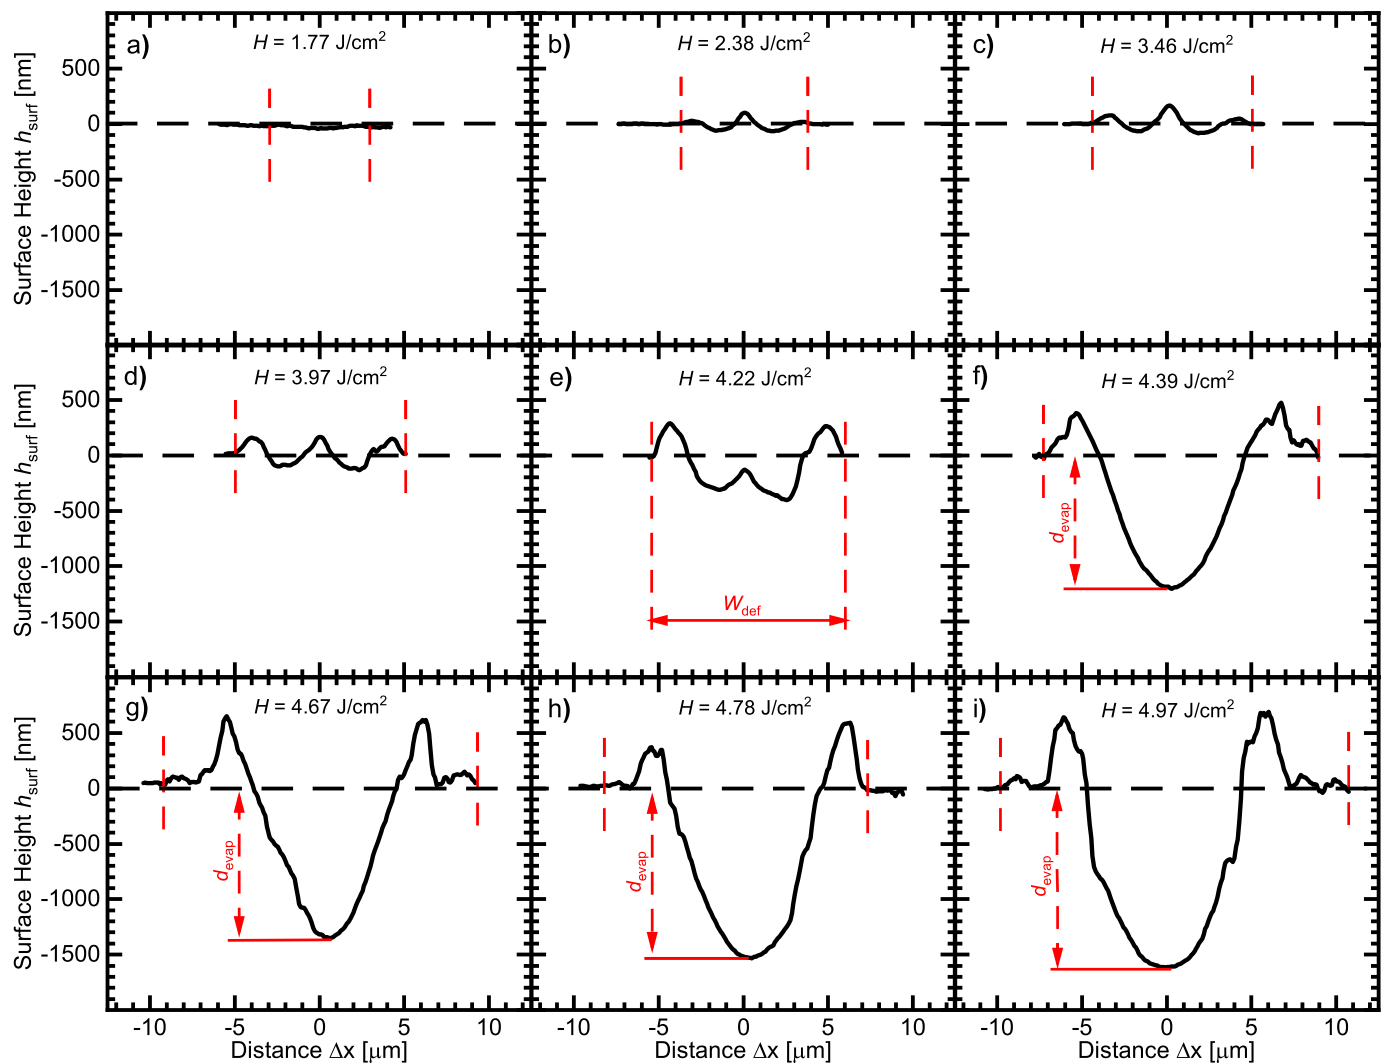 a)
H = 1.77 J/cm²
b)
H = 2.38 J/cm²
c)
H = 3.46 J/cm²
Surface Height hsurf [nm]
500
0
-500
-1000
-1500
d)
H = 3.97 J/cm²
e)
H = 4.22 J/cm²
f)
H = 4.39 J/cm²
Surface Height hsurf [nm]
500
0
-500
-1000
-1500
Wdef
devap
g)
H = 4.67 J/cm²
h)
H = 4.78 J/cm²
i)
H = 4.97 J/cm²
Surface Height hsurf [nm]
500
0
-500
-1000
-1500
devap
devap
devap
-10 -5 0 5 10
-5 0 5 10
-10 -5 0 5 10
-10
Distance Δx [μm]
Distance Δx [μm]
Distance Δx [μm]